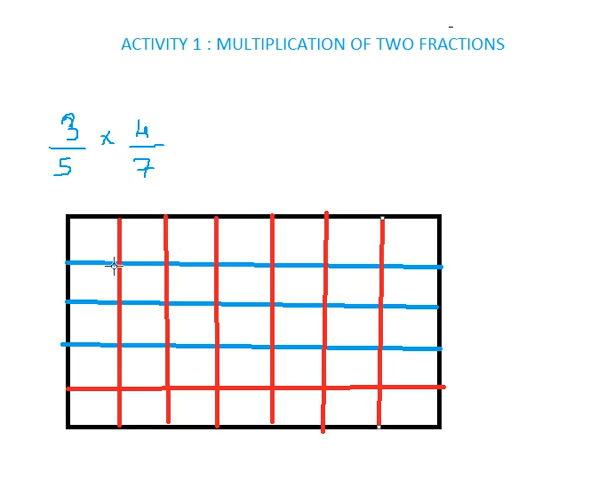 ACTIVITY 1 : MULTIPLICATION OF TWO FRACTIONS
3/5 x 4/7